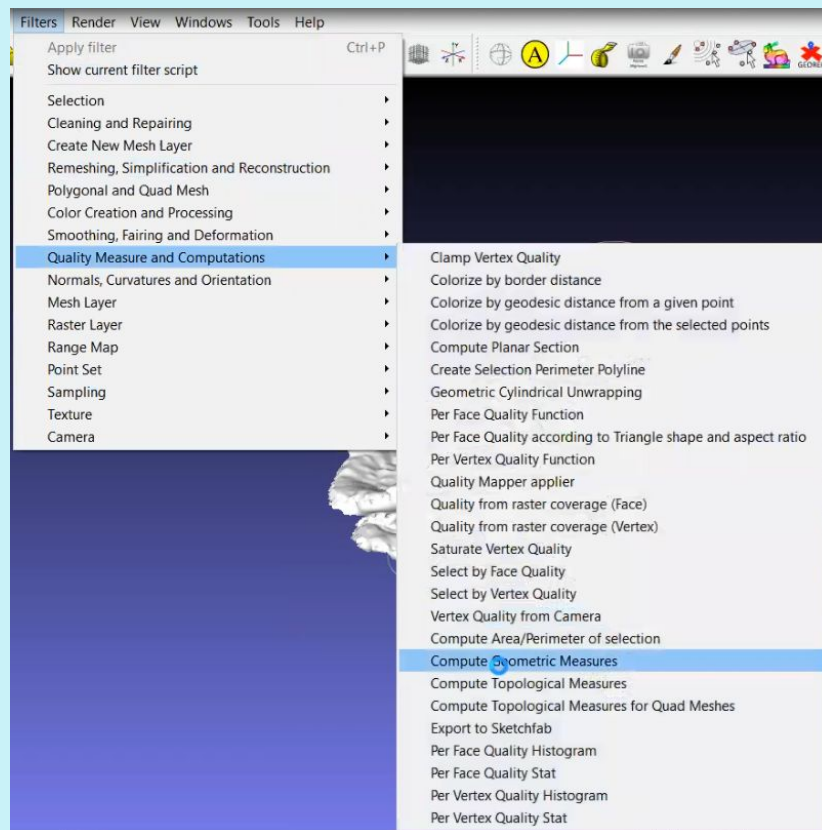 Filters Render View Windows Tools Help
Apply filter Ctrl+P
Show current filter script
A
Selection
Cleaning and Repairing
Create New Mesh Layer
Remeshing, Simplification and Reconstruction
Polygonal and Quad Mesh
Color Creation and Processing
Smoothing, Fairing and Deformation
Quality Measure and Computations
Normals, Curvatures and Orientation
Mesh Layer
Raster Layer
Range Map
Point Set
Sampling
Texture
Camera
Clamp Vertex Quality
Colorize by border distance
Colorize by geodesic distance from a given point
Colorize by geodesic distance from the selected points
Compute Planar Section
Create Selection Perimeter Polyline
Geometric Cylindrical Unwrapping
Per Face Quality Function
Per Face Quality according to Triangle shape and aspect ratio
Per Vertex Quality Function
Quality Mapper applier
Quality from raster coverage (Face)
Quality from raster coverage (Vertex)
Saturate Vertex Quality
Select by Face Quality
Select by Vertex Quality
Vertex Quality from Camera
Compute Area/Perimeter of selection
Compute Geometric Measures
Compute Topological Measures
Compute Topological Measures for Quad Meshes
Export to Sketchfab
Per Face Quality Histogram
Per Face Quality Stat
Per Vertex Quality Histogram
Per Vertex Quality Stat